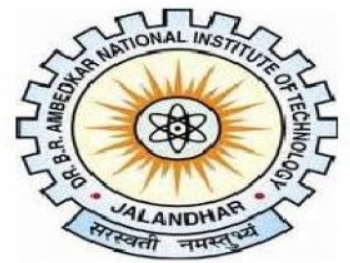 DR. B.R. AMBEDKAR NATIONAL INSTITUTE OF TECHNOLOGY
• JALANDHAR •
सरस्वती नमस्तुभ्यं